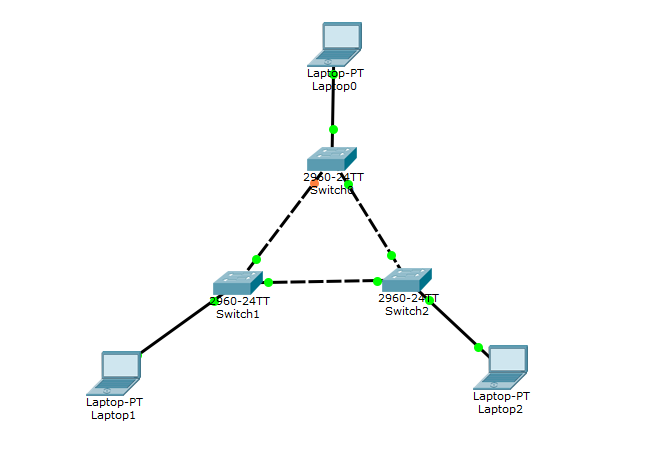 Laptop-PT
Laptop0
2960-24TT
Switch0
2960-24TT
Switch1
2960-24TT
Switch2
Laptop-PT
Laptop1
Laptop-PT
Laptop2